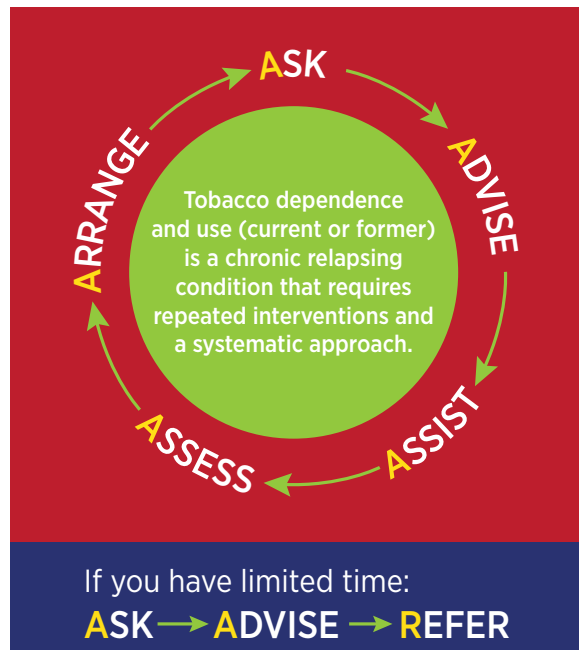 ASK
ADVISE
ASSIST
ASSESS
ARRANGE
Tobacco dependence
and use (current or former)
is a chronic relapsing
condition that requires
repeated interventions and
a systematic approach.
If you have limited time:
ASK ADVISE REFER